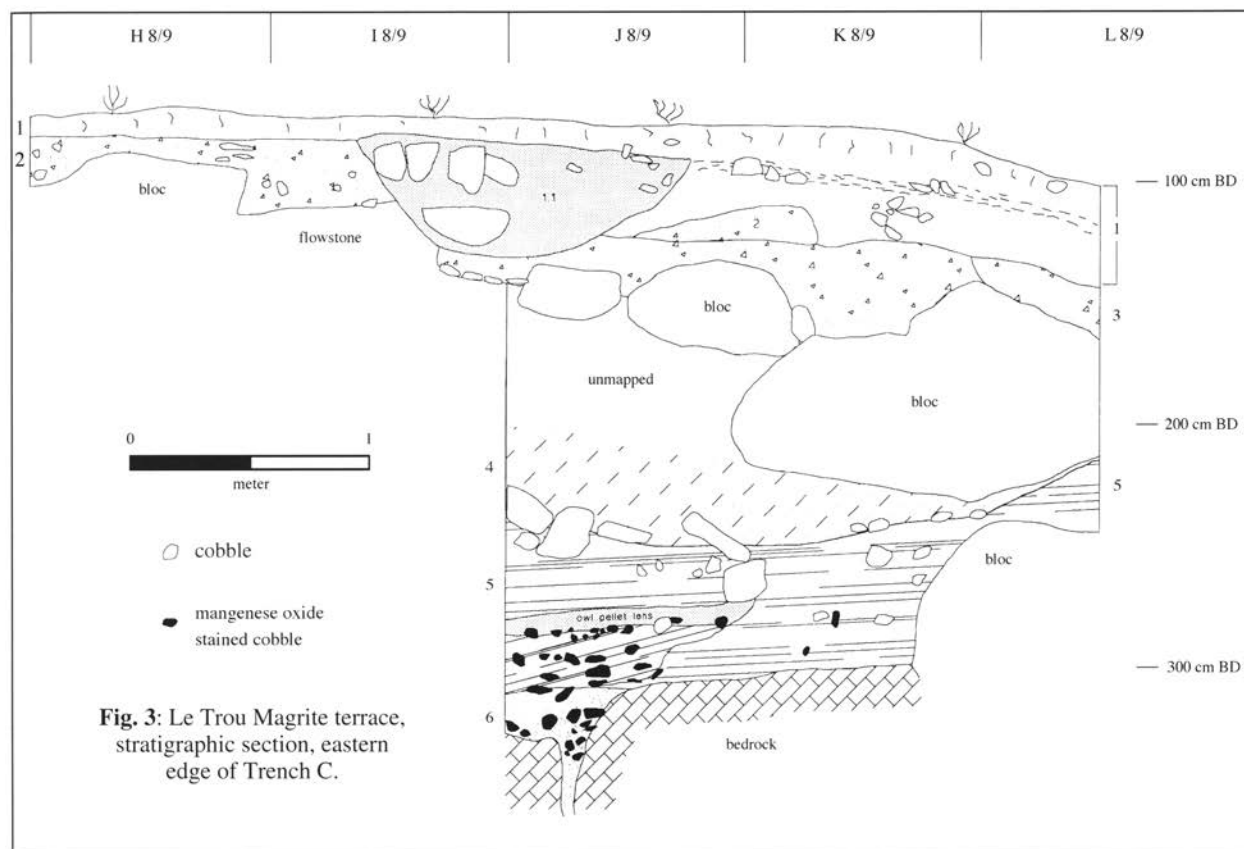 H 8/9
I 8/9
J 8/9
K 8/9
L 8/9
1
2
bloc
flowstone
1.1
2
100 cm BD
1
3
bloc
unmapped
bloc
200 cm BD
0
1
meter
4
5
cobble
bloc
5
mangenese oxide
stained cobble
owl pellet lens
300 cm BD
6
Fig. 3: Le Trou Magrite terrace,
stratigraphic section, eastern
edge of Trench C.
bedrock